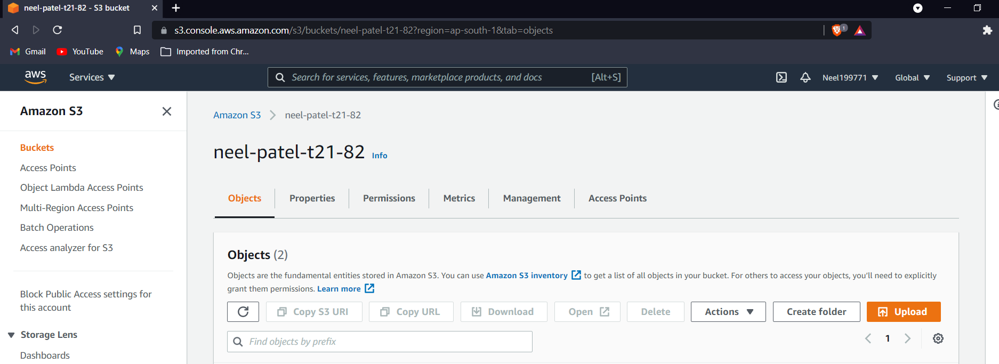 neel-patel-t21-82 - S3 bucket
s3.console.aws.amazon.com/s3/buckets/neel-patel-t21-82?region=ap-south-1&tab=objects
1
Gmail YouTube Maps Imported from Chr...
aws Services Search for services, features, marketplace products, and docs [Alt+S] Neel199771 Global Support
Amazon S3
Buckets
Access Points
Object Lambda Access Points
Multi-Region Access Points
Batch Operations
Access analyzer for S3
Block Public Access settings for
this account
Storage Lens
Dashboards
Amazon S3 neel-patel-t21-82
neel-patel-t21-82 Info
Objects Properties Permissions Metrics Management Access Points
Objects (2)
Objects are the fundamental entities stored in Amazon S3. You can use Amazon S3 inventory to get a list of all objects in your bucket. For others to access your objects, you'll need to explicitly
grant them permissions. Learn more
Copy S3 URI Copy URL Download Open Delete Actions Create folder Upload
Find objects by prefix 1